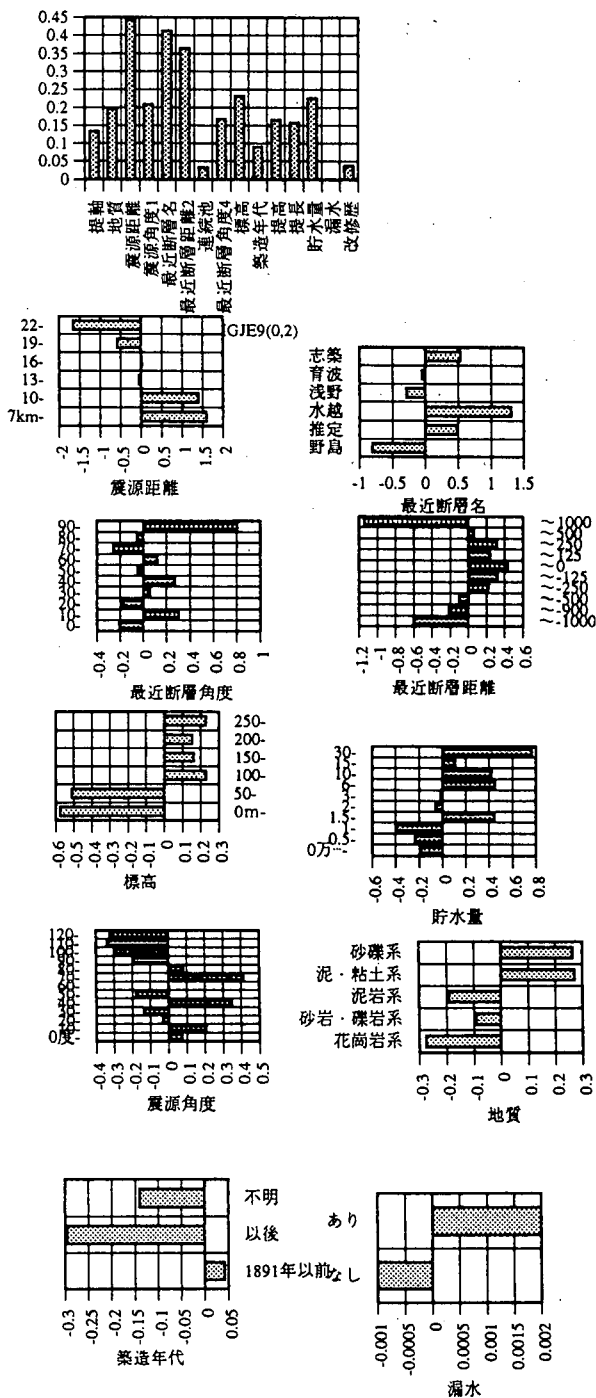 0.45
0.4
0.35
0.3
0.25
0.2
0.15
0.1
0.05
0
提軸
地質
震源距離
震源角度1
最近断層名
最近断層距離2
連続池
最近断層角度4
標高
築造年代
提高
提長
貯水量
漏水
改修歴
22-
19-
16-
13-
10-
7km-
GJE9(0,2)
-2 -1.5 -1 -0.5 0 0.5 1 1.5 2
震源距離
志築
育波
浅野
水越
推定
野島
-1 -0.5 0 0.5 1 1.5
最近断層名
90-
80-
70-
60-
50-
40-
30-
20-
10-
0-
-0.4 -0.2 0 0.2 0.4 0.6 0.8 1
最近断層角度
~1000
~500
~250
~125
~0
~-125
~-250
~-500
~-900
~-1000
-1.2 -1 -0.8 -0.6 -0.4 -0.2 0 0.2 0.4 0.6
最近断層距離
250-
200-
150-
100-
50-
0m-
-0.6 -0.5 -0.4 -0.3 -0.2 -0.1 0 0.1 0.2 0.3
標高
30-
15-
10-
6-
3-
2-
1.5-
1-
0.5-
0万…-
-0.6 -0.4 -0.2 0 0.2 0.4 0.6 0.8
貯水量
120-
110-
100-
0度-
-0.4 -0.3 -0.2 -0.1 0 0.1 0.2 0.3 0.4 0.5
震源角度
砂礫系
泥・粘土系
泥岩系
砂岩・礫岩系
花崗岩系
-0.3 -0.2 -0.1 0 0.1 0.2 0.3
地質
不明
以後
1891年以前
-0.3 -0.25 -0.2 -0.15 -0.1 -0.05 0 0.05
築造年代
あり
なし
-0.001 -0.0005 0 0.0005 0.001 0.0015 0.002
漏水